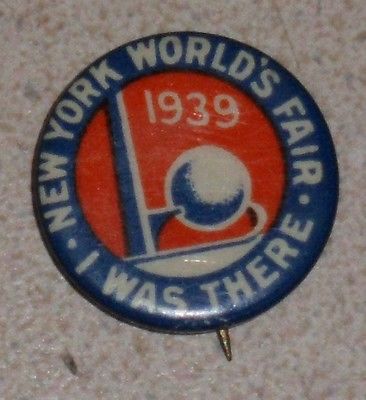 NEW YORK WORLD'S FAIR
1939
· I WAS THERE ·